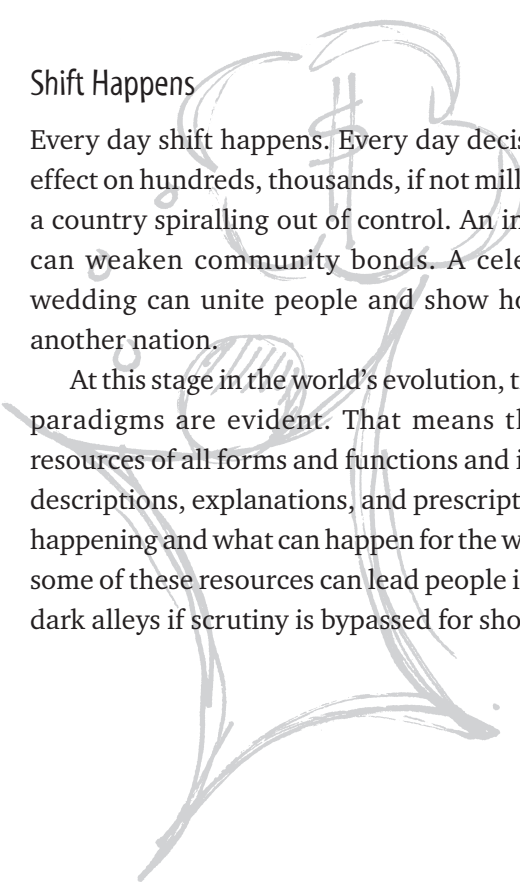 Shift Happens
Every day shift happens. Every day decis
effect on hundreds, thousands, if not mill
a country spiralling out of control. An in
can weaken community bonds. A cele
wedding can unite people and show ho
another nation.
At this stage in the world’s evolution, t
paradigms are evident. That means th
resources of all forms and functions and i
descriptions, explanations, and prescript
happening and what can happen for the w
some of these resources can lead people i
dark alleys if scrutiny is bypassed for sho